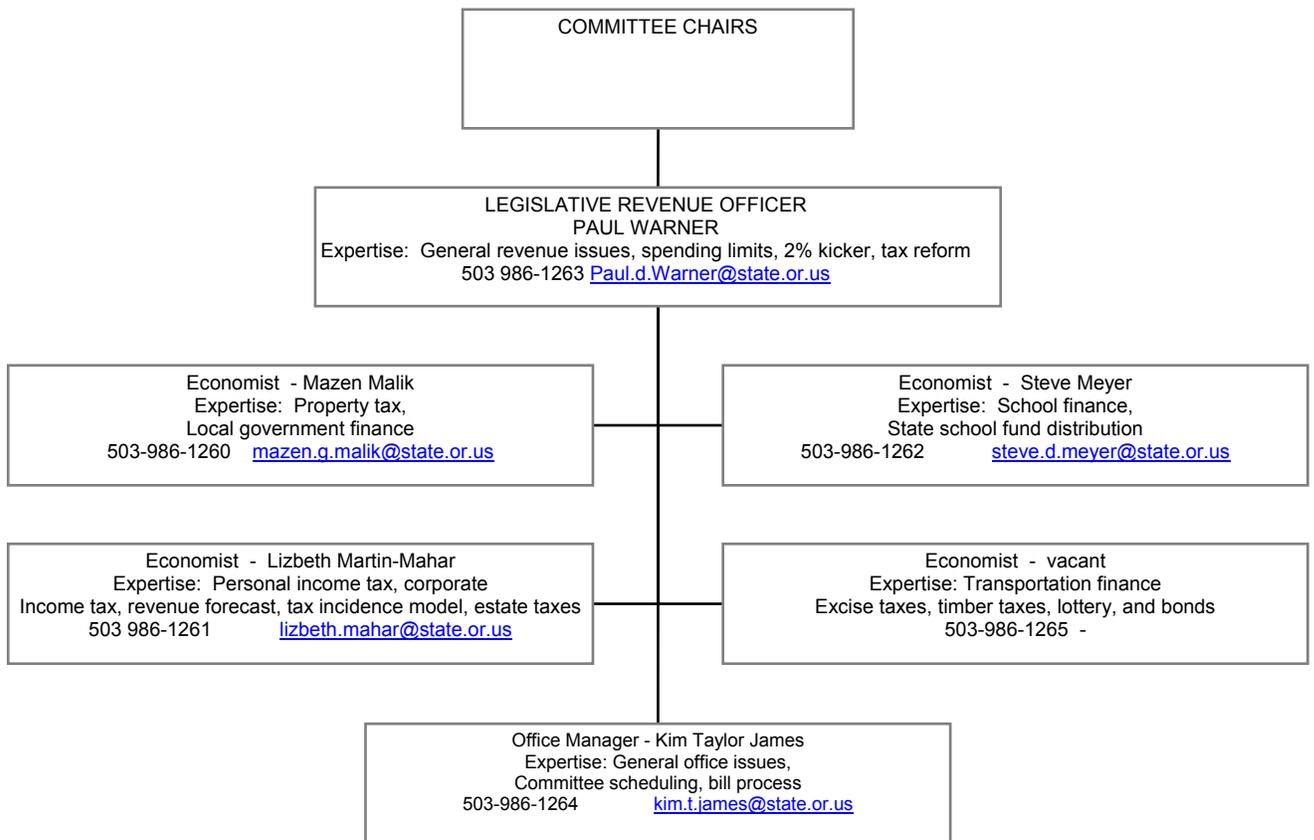 COMMITTEE CHAIRS
LEGISLATIVE REVENUE OFFICER
PAUL WARNER
Expertise:  General revenue issues, spending limits, 2% kicker, tax reform
503 986-1263 Paul.d.Warner@state.or.us
Economist  - Mazen Malik
Expertise:  Property tax,
Local government finance
503-986-1260    mazen.g.malik@state.or.us
Economist  -  Steve Meyer
Expertise:  School finance,
State school fund distribution
503-986-1262    steve.d.meyer@state.or.us
Economist  -  Lizbeth Martin-Mahar
Expertise:  Personal income tax, corporate
Income tax, revenue forecast, tax incidence model, estate taxes
503 986-1261    lizbeth.mahar@state.or.us
Economist  -  vacant
Expertise: Transportation finance
Excise taxes, timber taxes, lottery, and bonds
503-986-1265  -
Office Manager - Kim Taylor James
Expertise: General office issues,
Committee scheduling, bill process
503-986-1264    kim.t.james@state.or.us